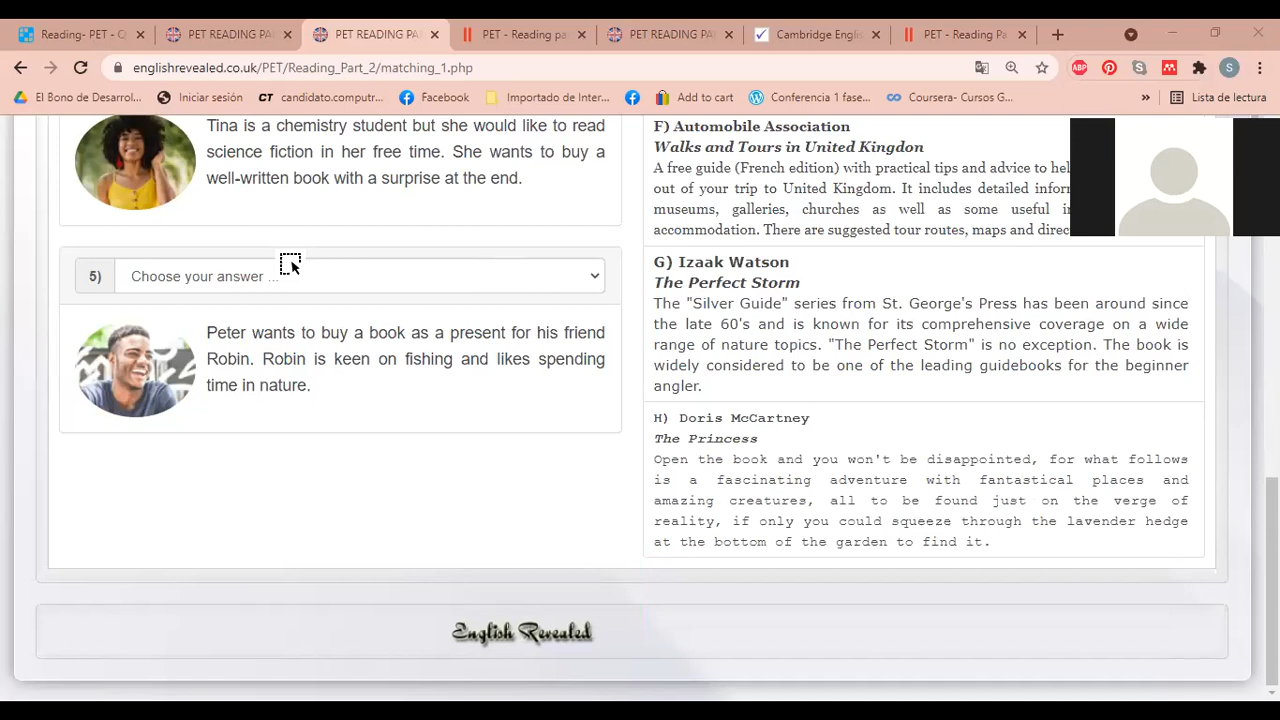 Reading- PET - Q
PET READING PA
PET READING PA
PET - Reading pa
PET READING PA
Cambridge Engli
PET - Reading Pa
englishrevealed.co.uk/PET/Reading_Part_2/matching_1.php
ABP
S
El Bono de Desarrol...
Iniciar sesión
CT candidato.computr...
Facebook
Importado de Inter...
Add to cart
Conferencia 1 fase...
Coursera- Cursos G...
»
Lista de lectura
Tina is a chemistry student but she would like to read
science fiction in her free time. She wants to buy a
well-written book with a surprise at the end.
5)
Choose your answer ...
Peter wants to buy a book as a present for his friend
Robin. Robin is keen on fishing and likes spending
time in nature.
F) Automobile Association
Walks and Tours in United Kingdon
A free guide (French edition) with practical tips and advice to hel
out of your trip to United Kingdom. It includes detailed infor
museums, galleries, churches as well as some useful i
accommodation. There are suggested tour routes, maps and direc
G) Izaak Watson
The Perfect Storm
The "Silver Guide" series from St. George's Press has been around since
the late 60's and is known for its comprehensive coverage on a wide
range of nature topics. "The Perfect Storm" is no exception. The book is
widely considered to be one of the leading guidebooks for the beginner
angler.
H) Doris McCartney
The Princess
Open the book and you won't be disappointed, for what follows
is a fascinating adventure with fantastical places and
amazing creatures, all to be found just on the verge of
reality, if only you could squeeze through the lavender hedge
at the bottom of the garden to find it.
English Revealed